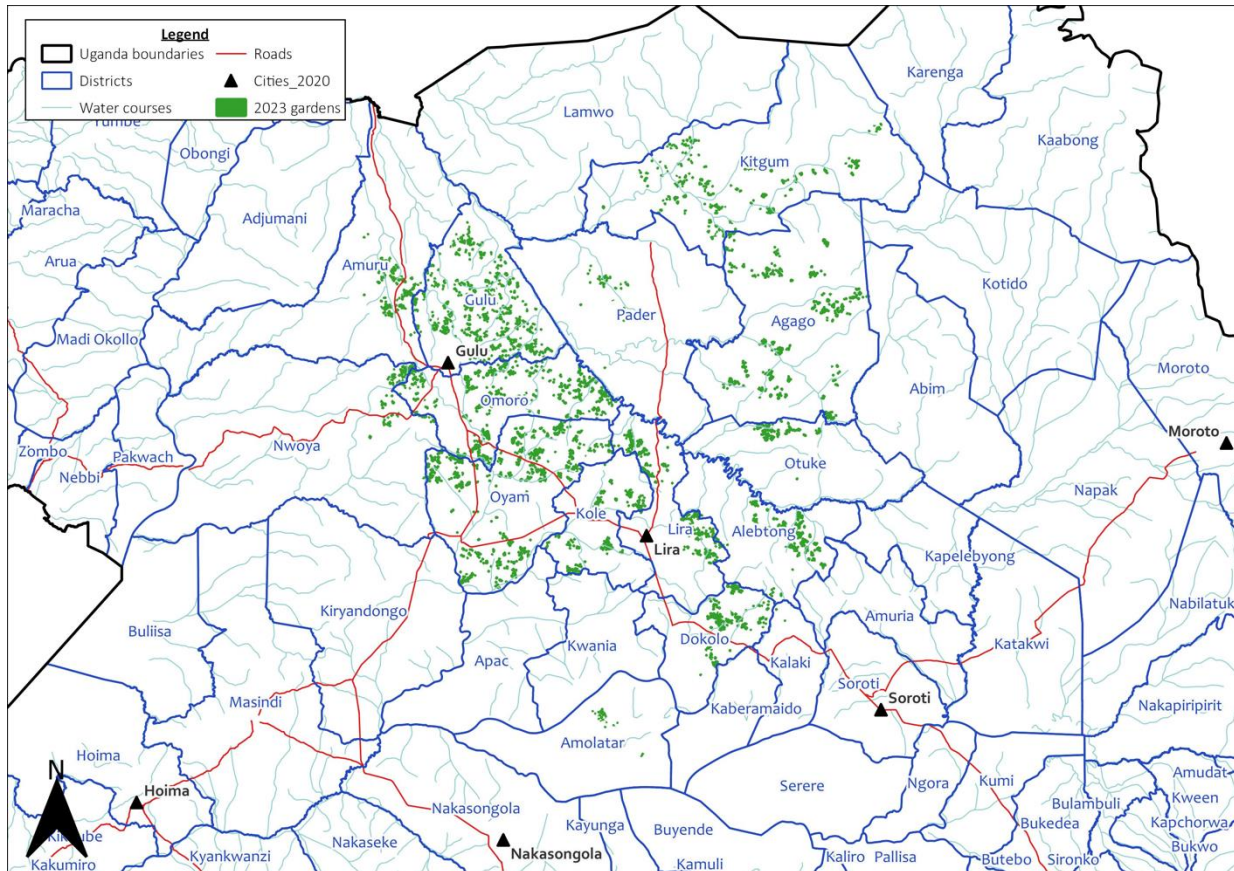 Legend
Uganda boundaries
Roads
Districts
Cities_2020
Water courses
2023 gardens
Karenga
Lamwo
Kaabong
Obongi
Kitgum
Maracha
Adjumani
Arua
Amuru
Kotido
Gulu
Pader
Agago
Madi Okollo
Gulu
Moroto
Abim
Omoro
Moroto
Nwoya
Zombo
Pakwach
Otuke
Nebbi
Napak
Oyam
Kole
Lira
Alebtong
Lira
Kapelebyong
Kiryandongo
Nabilatuk
Buliisa
Amuria
Kwania
Dokolo
Katakwi
Apac
Kalaki
Soroti
Masindi
Soroti
Kaberamaido
Nakapiripirit
Amolatar
Hoima
N
Serere
Ngora
Kumi
Amudat
Hoima
Kween
Nakasongola
Kayunga
Bulambuli
Buyende
Bukedea
Kapchorwa
Nakaseke
Nakasongola
Bukwo
Kyankwanzi
Kaliro
Pallisa
Butebo
Sironko
Kakumiro
Kamuli